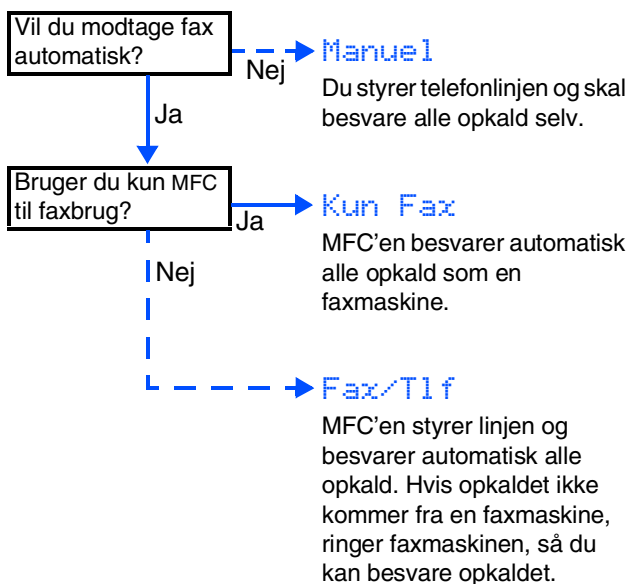 Vil du modtage fax
automatisk?
Nej
Manuel
Du styrer telefonlinjen og skal
besvare alle opkald selv.
Ja
Bruger du kun MFC
til faxbrug?
Ja
Kun Fax
MFC'en besvarer automatisk
alle opkald som en
faxmaskine.
Nej
Fax/Tlf
MFC'en styrer linjen og
besvarer automatisk alle
opkald. Hvis opkaldet ikke
kommer fra en faxmaskine,
ringer faxmaskinen, så du
kan besvare opkaldet.